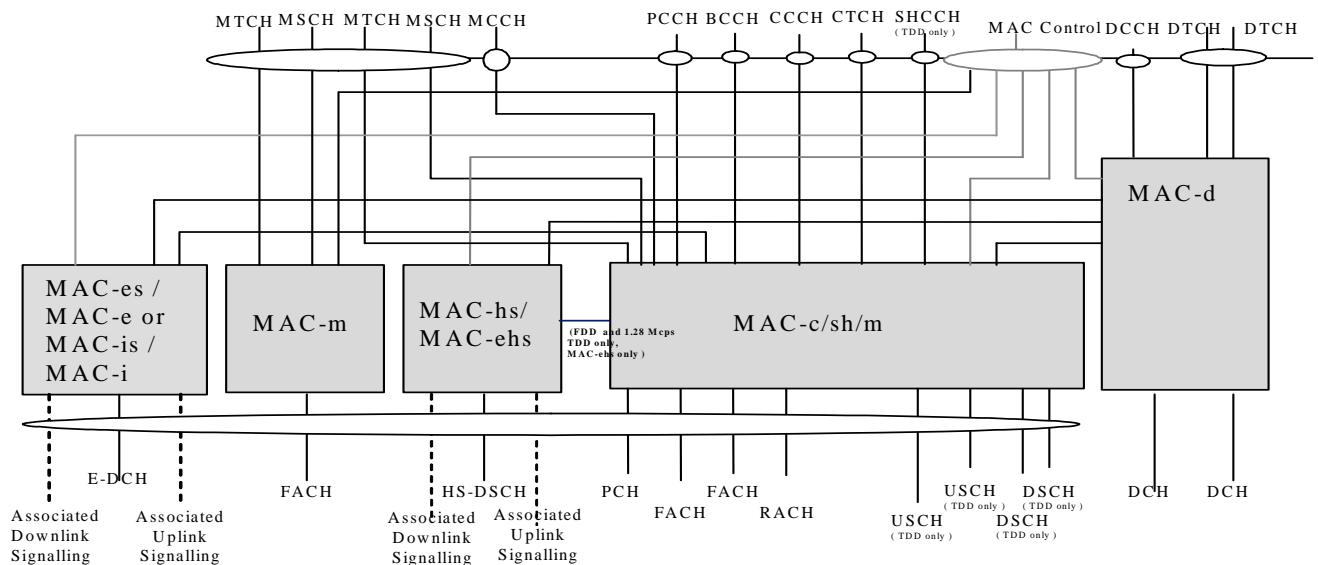 MTCH MSCH MTCH MSCH MCCH PCCH BCCH CCCH CTCH SHCCH MAC Control DCCH DTCH DTCH
( TDD only )
MAC-d
MAC-es /
MAC-e or
MAC-is /
MAC-i
MAC-m
MAC-hs/
MAC-ehs
(FDD and 1.28 Mcps
TDD only,
MAC-ehs only )
MAC-c/sh/m
E-DCH
Associated
Downlink
Signalling
Associated
Uplink
Signalling
FACH
HS-DSCH
Associated
Downlink
Signalling
Associated
Uplink
Signalling
PCH
FACH
FACH
RACH
USCH
( TDD only )
USCH
( TDD only )
DSCH
( TDD only )
DSCH
( TDD only )
DCH
DCH